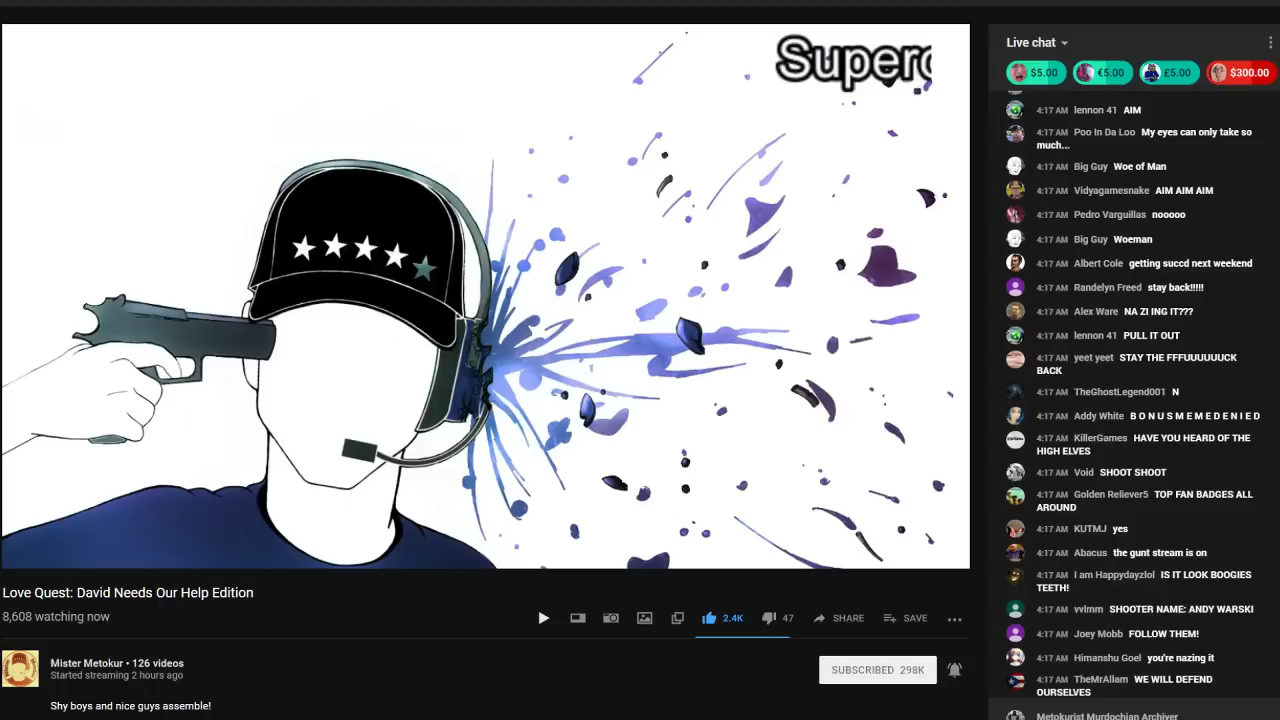 Superc
Love Quest: David Needs Our Help Edition
8,608 watching now
2.4K
47
SHARE
SAVE
Mister Metokur • 126 videos
Started streaming 2 hours ago
SUBSCRIBED 298K
Shy boys and nice guys assemble!
Live chat
$5.00 €5.00 £5.00 $300.00
4:17 AM lennon 41 AIM
4:17 AM Poo In Da Loo My eyes can only take so
much...
4:17 AM Big Guy Woe of Man
4:17 AM Vidyagamesnake AIM AIM AIM
4:17 AM Pedro Varguillas nooooo
4:17 AM Big Guy Woeman
4:17 AM Albert Cole getting succd next weekend
4:17 AM Randelyn Freed stay back!!!!!
4:17 AM Alex Ware NA ZI ING IT???
4:17 AM lennon 41 PULL IT OUT
4:17 AM yeet yeet STAY THE FFFUUUUUUCK
BACK
4:17 AM TheGhostLegend001 N
4:17 AM Addy White B O N U S M E M E D E N I E D
4:17 AM KillerGames HAVE YOU HEARD OF THE
HIGH ELVES
4:17 AM Void SHOOT SHOOT
4:17 AM Golden Reliever5 TOP FAN BADGES ALL
AROUND
4:17 AM KUTMJ yes
4:17 AM Abacus the gunt stream is on
4:17 AM I am Happydayzlol IS IT LOOK BOOGIES
TEETH!
4:17 AM vvlmm SHOOTER NAME: ANDY WARSKI
4:17 AM Joey Mobb FOLLOW THEM!
4:17 AM Himanshu Goel you're nazing it
4:17 AM TheMrAllam WE WILL DEFEND
OURSELVES
Metokurist Murdochian Archiver